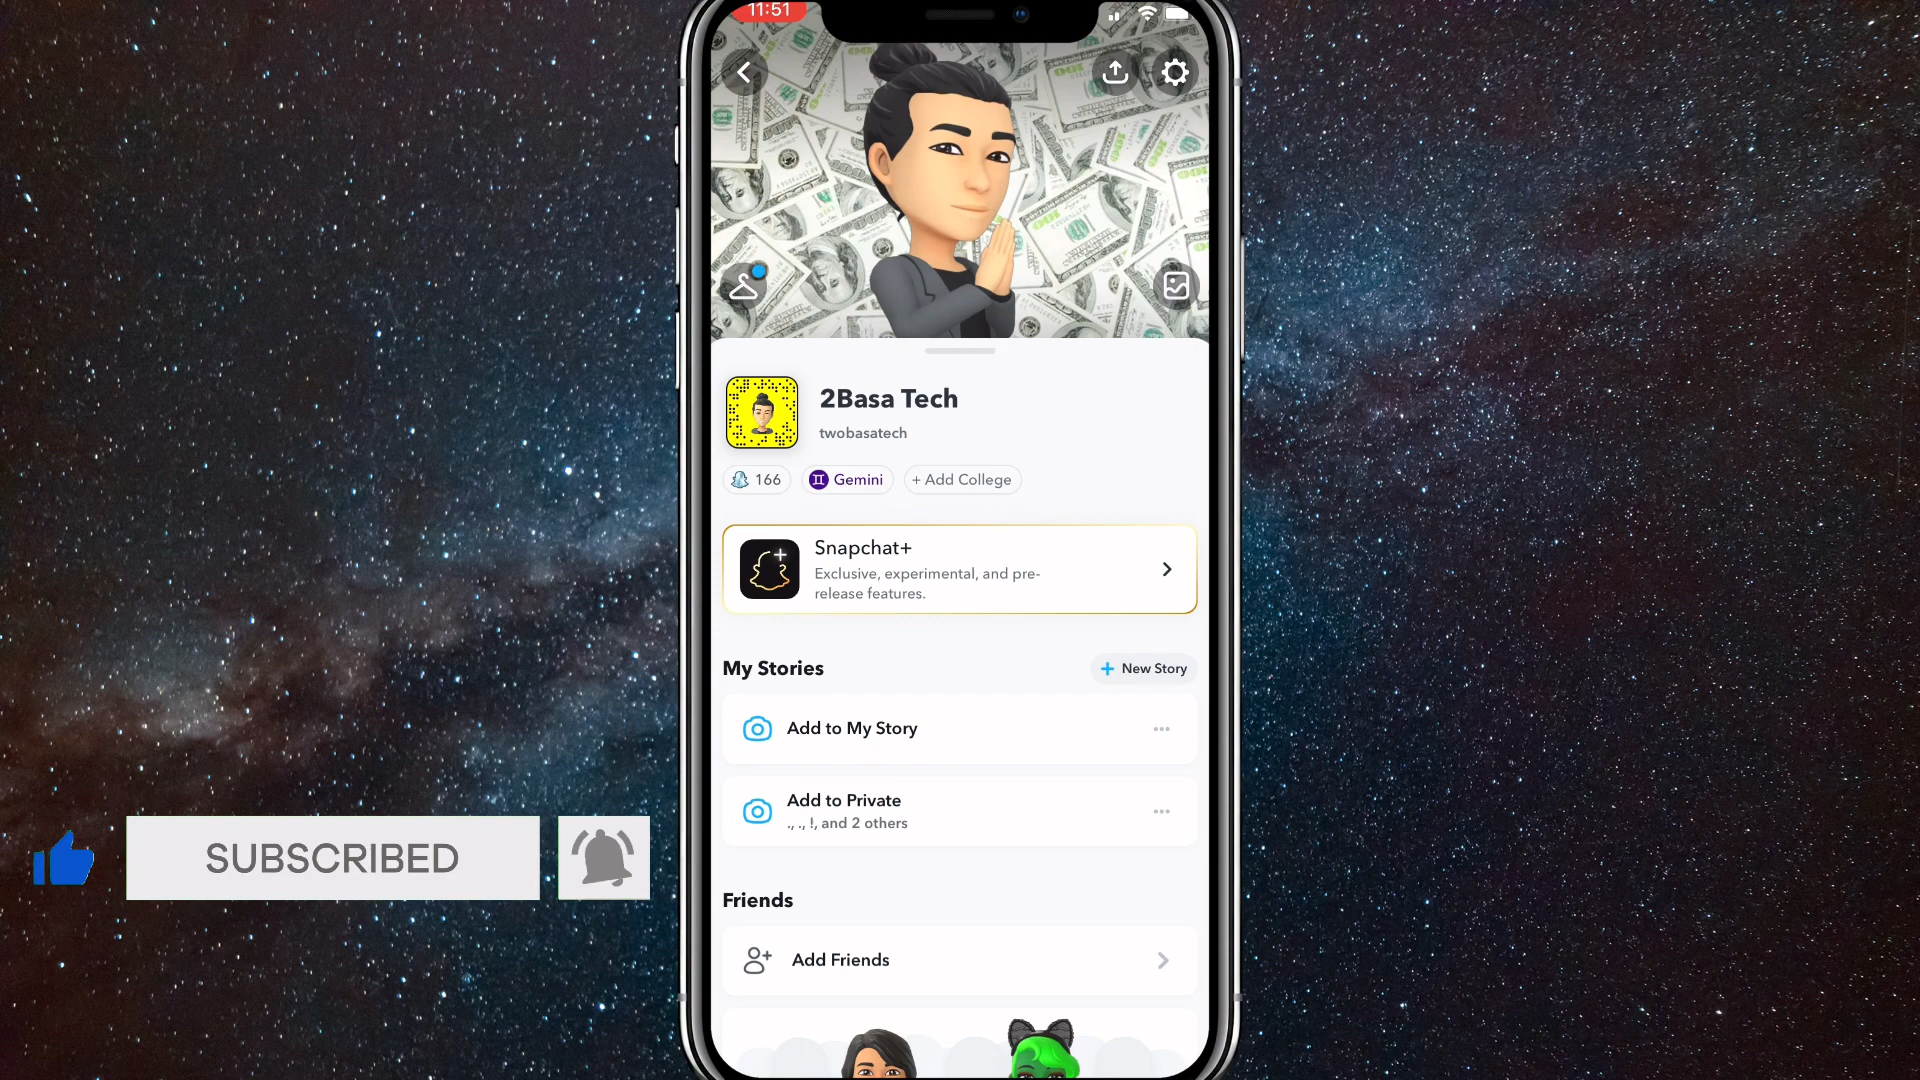 11:51
2Basa Tech
twobasatech
166
Gemini
+ Add College
Snapchat+
Exclusive, experimental, and pre-
release features.
My Stories
+ New Story
Add to My Story
Add to Private
., ., !, and 2 others
SUBSCRIBED
Friends
Add Friends